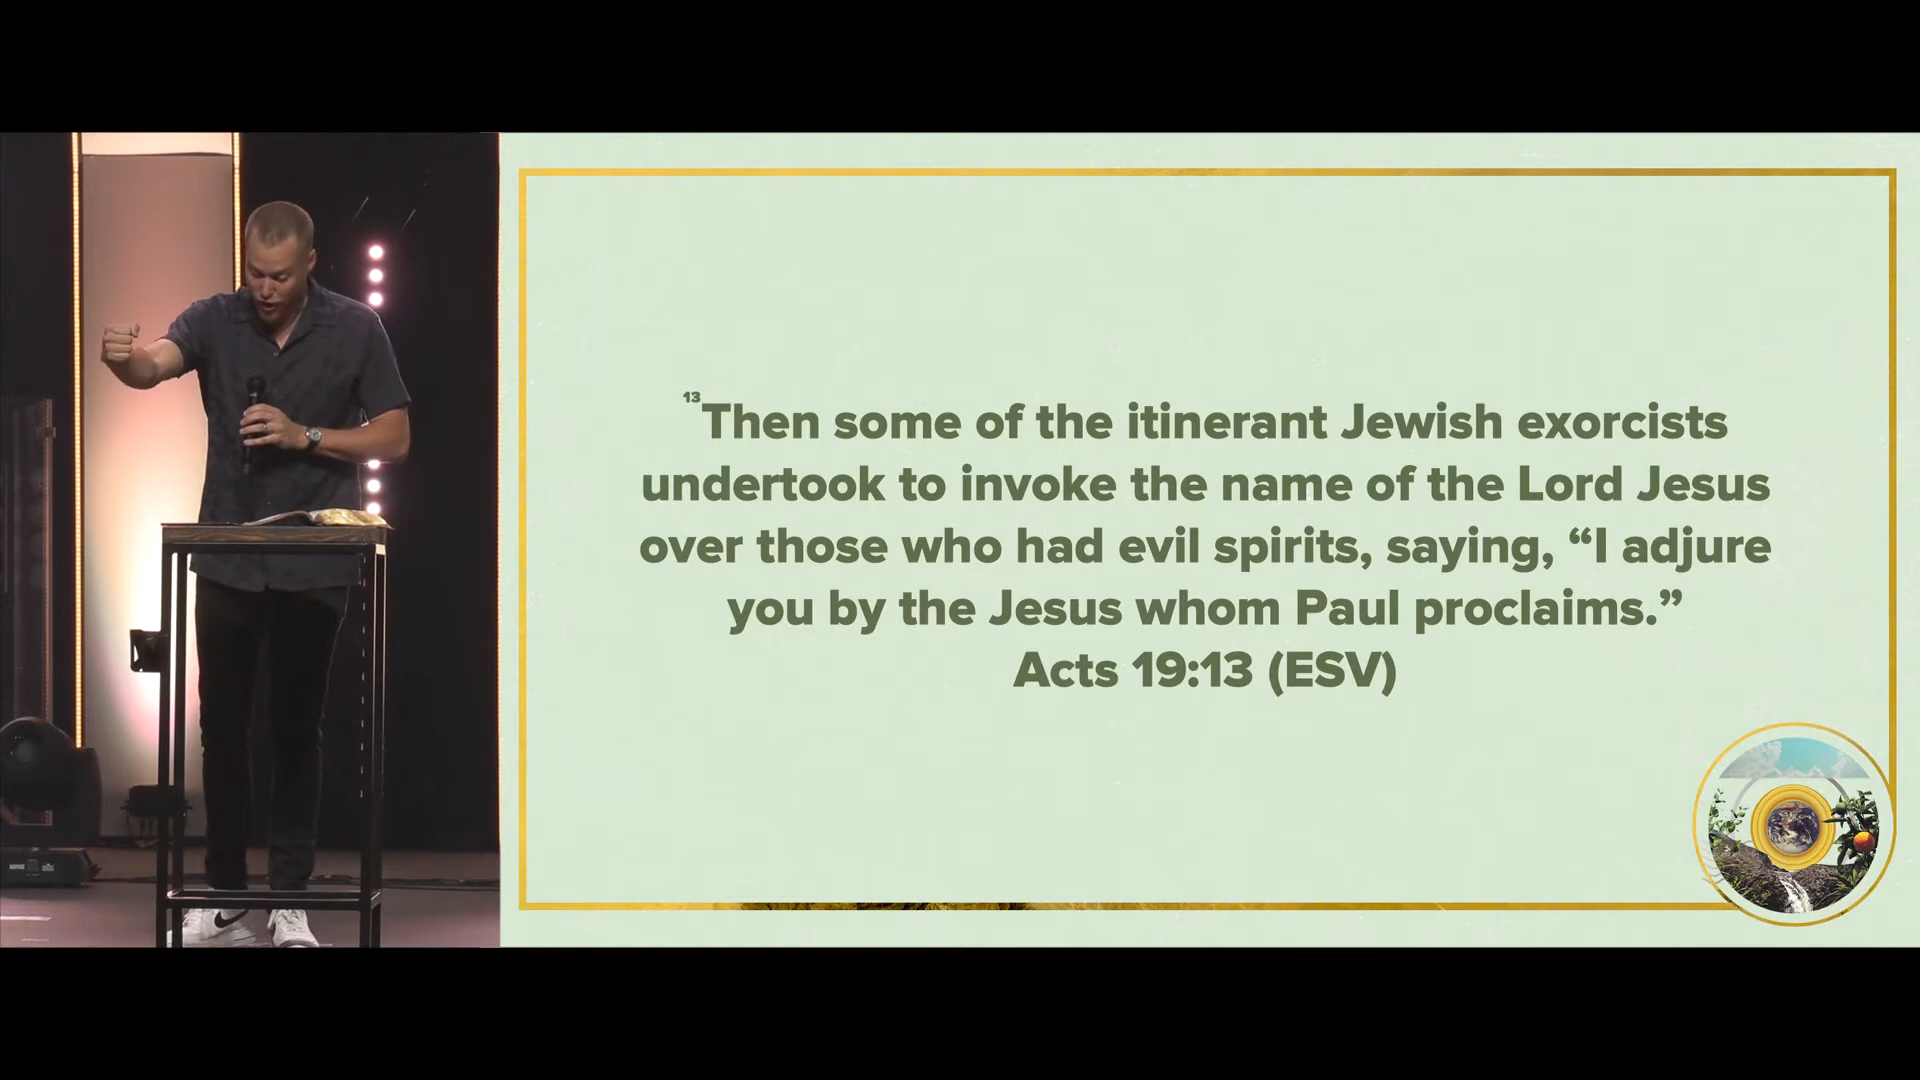 ¹³Then some of the itinerant Jewish exorcists
undertook to invoke the name of the Lord Jesus
over those who had evil spirits, saying, “I adjure
you by the Jesus whom Paul proclaims.”
Acts 19:13 (ESV)